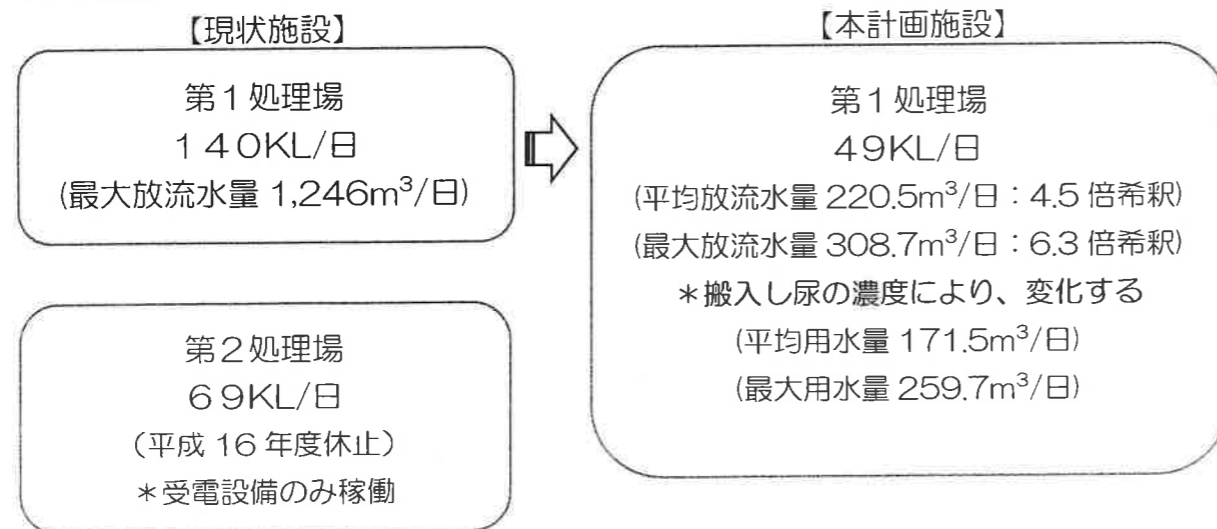 【現状施設】
第1処理場
140KL/日
(最大放流水量 1,246m³/日)
第2処理場
69KL/日
（平成 16 年度休止）
＊受電設備のみ稼働
【本計画施設】
第1処理場
49KL/日
(平均放流水量 220.5m³/日：4.5 倍希釈)
(最大放流水量 308.7m³/日：6.3 倍希釈)
＊搬入し尿の濃度により、変化する
(平均用水量 171.5m³/日)
(最大用水量 259.7m³/日)